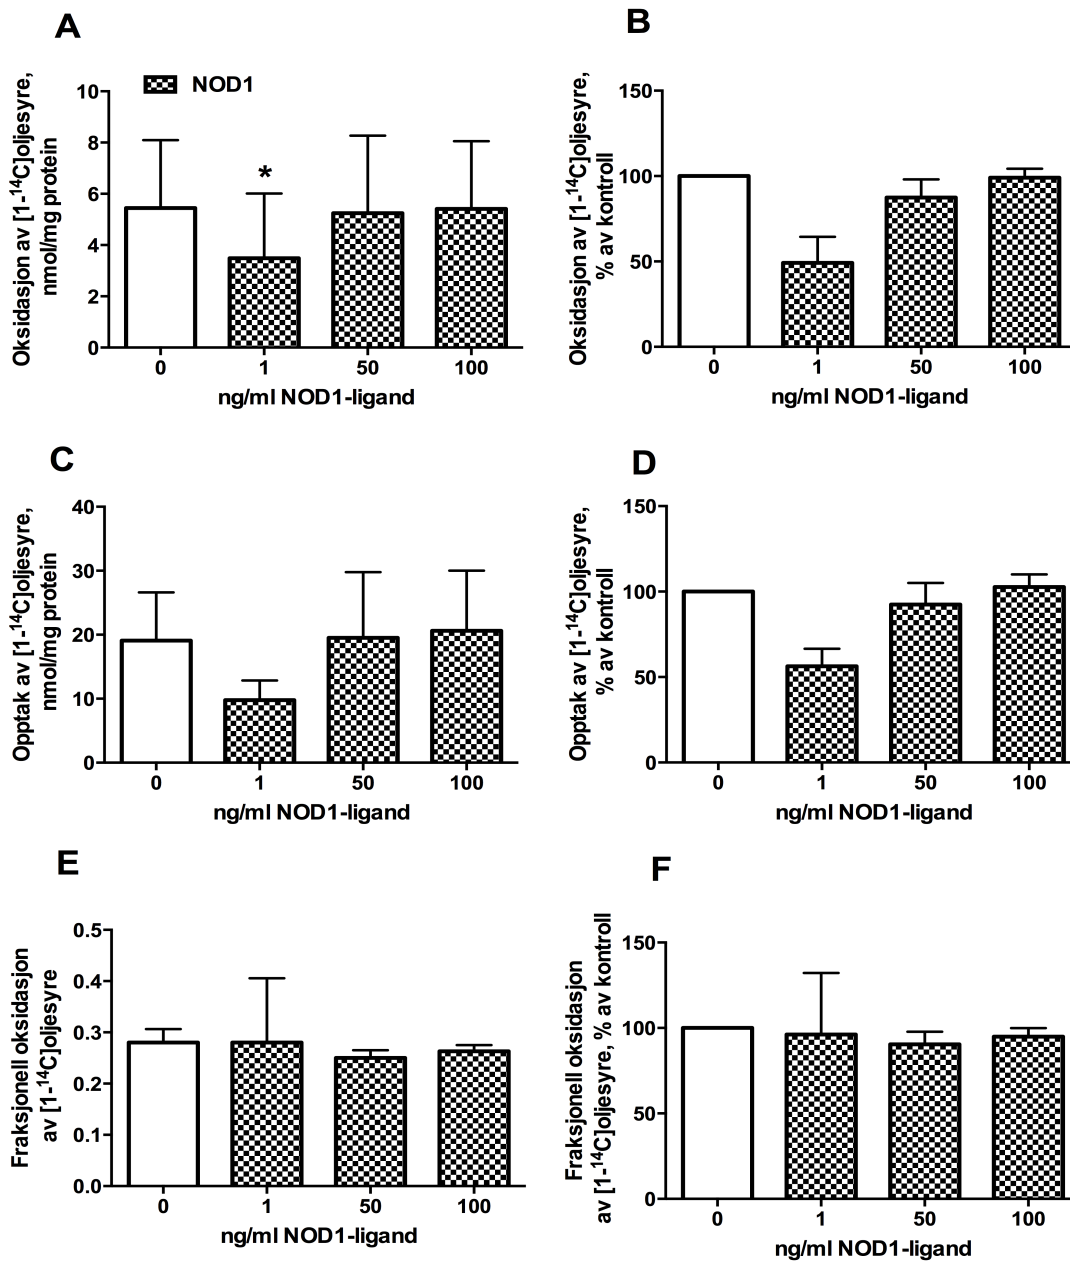 A
NOD1
Oksidasjon av [1-¹⁴C]oljesyre,
nmol/mg protein
10
8
6
4
2
0
*
0 1 50 100
ng/ml NOD1-ligand
B
Oksidasjon av [1-¹⁴C]oljesyre,
% av kontroll
150
100
50
0
0 1 50 100
ng/ml NOD1-ligand
C
Opptak av [1-¹⁴C]oljesyre,
nmol/mg protein
40
30
20
10
0
0 1 50 100
ng/ml NOD1-ligand
D
Opptak av [1-¹⁴C]oljesyre,
% av kontroll
150
100
50
0
0 1 50 100
ng/ml NOD1-ligand
E
Fraksjonell oksidasjon
av [1-¹⁴C]oljesyre
0.5
0.4
0.3
0.2
0.1
0.0
0 1 50 100
ng/ml NOD1-ligand
F
Fraksjonell oksidasjon
av [1-¹⁴C]oljesyre, % av kontroll
150
100
50
0
0 1 50 100
ng/ml NOD1-ligand